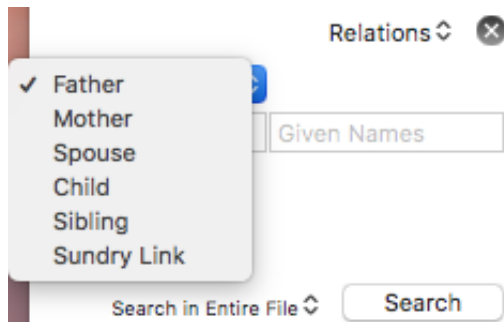 Relations
✓ Father
Mother
Spouse
Child
Sibling
Sundry Link
Given Names
Search in Entire File
Search